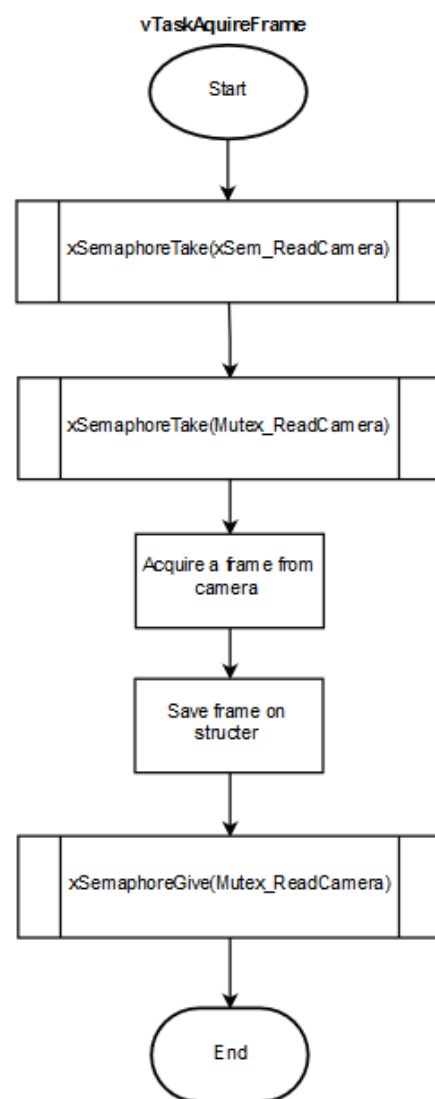 vTaskAquireFrame
Start
xSemaphoreTake(xSem_ReadCamera)
xSemaphoreTake(Mutex_ReadCamera)
Acquire a frame from
camera
Save frame on
structer
xSemaphoreGive(Mutex_ReadCamera)
End